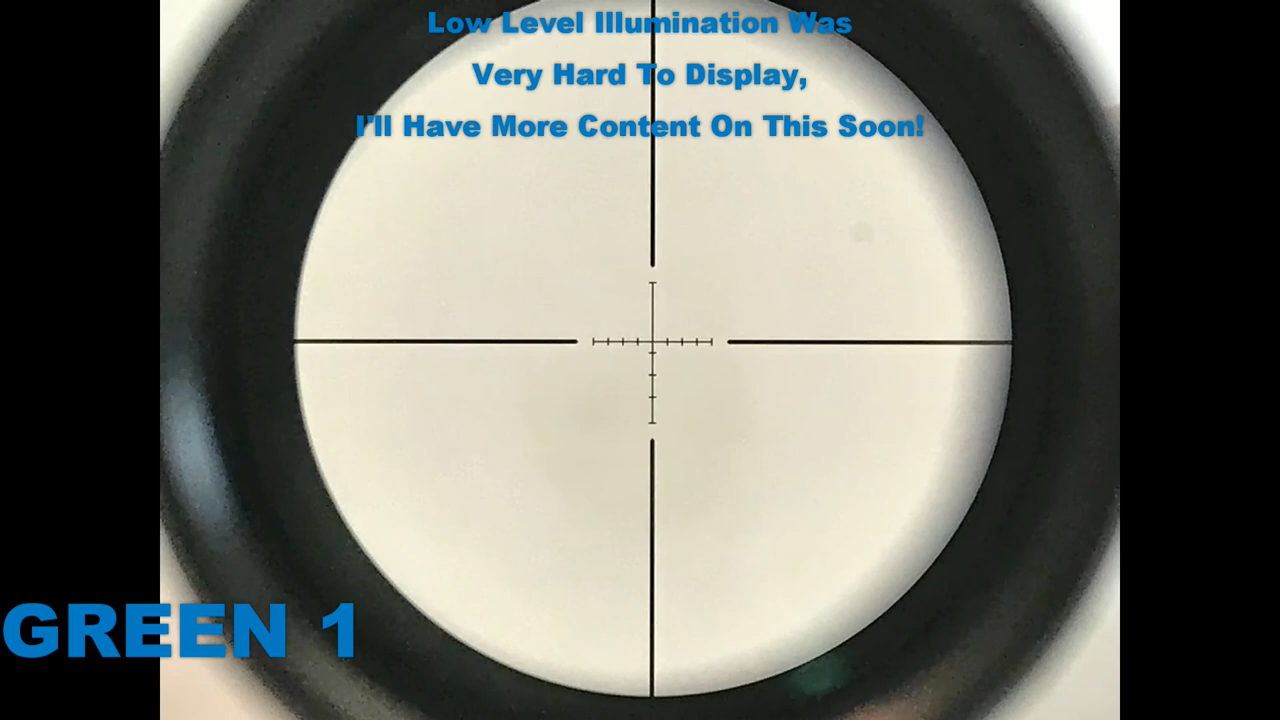 Low Level Illumination Was
Very Hard To Display,
I'll Have More Content On This Soon!
GREEN 1